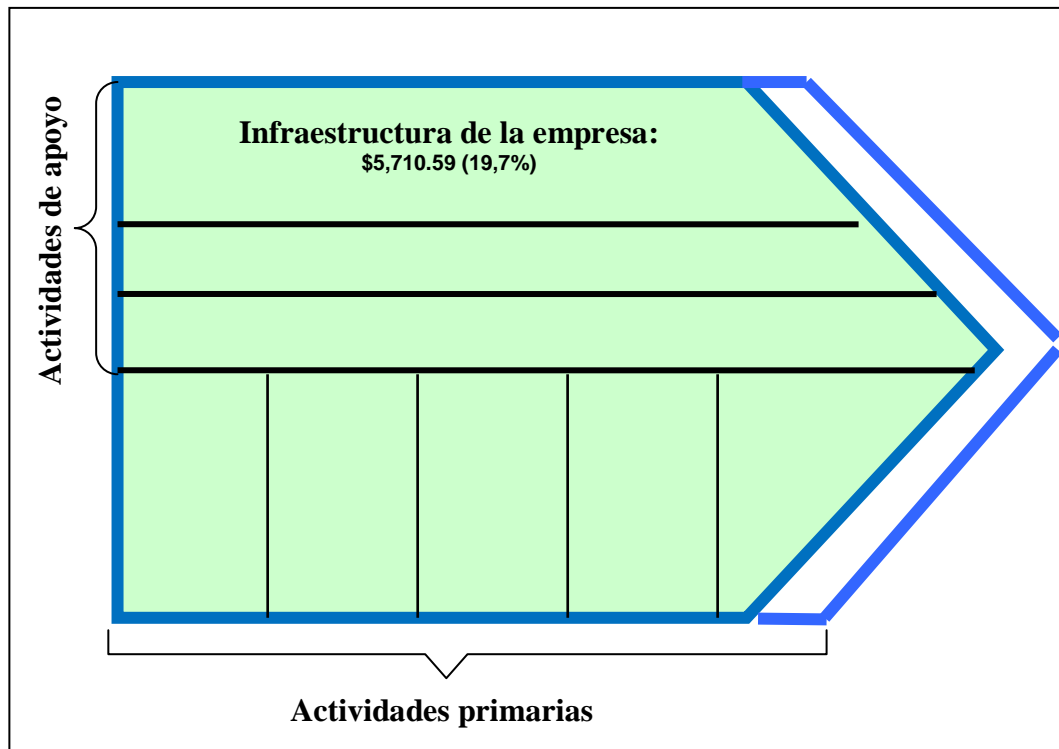 Actividades de apoyo
Infraestructura de la empresa:
$5,710.59 (19,7%)
Actividades primarias